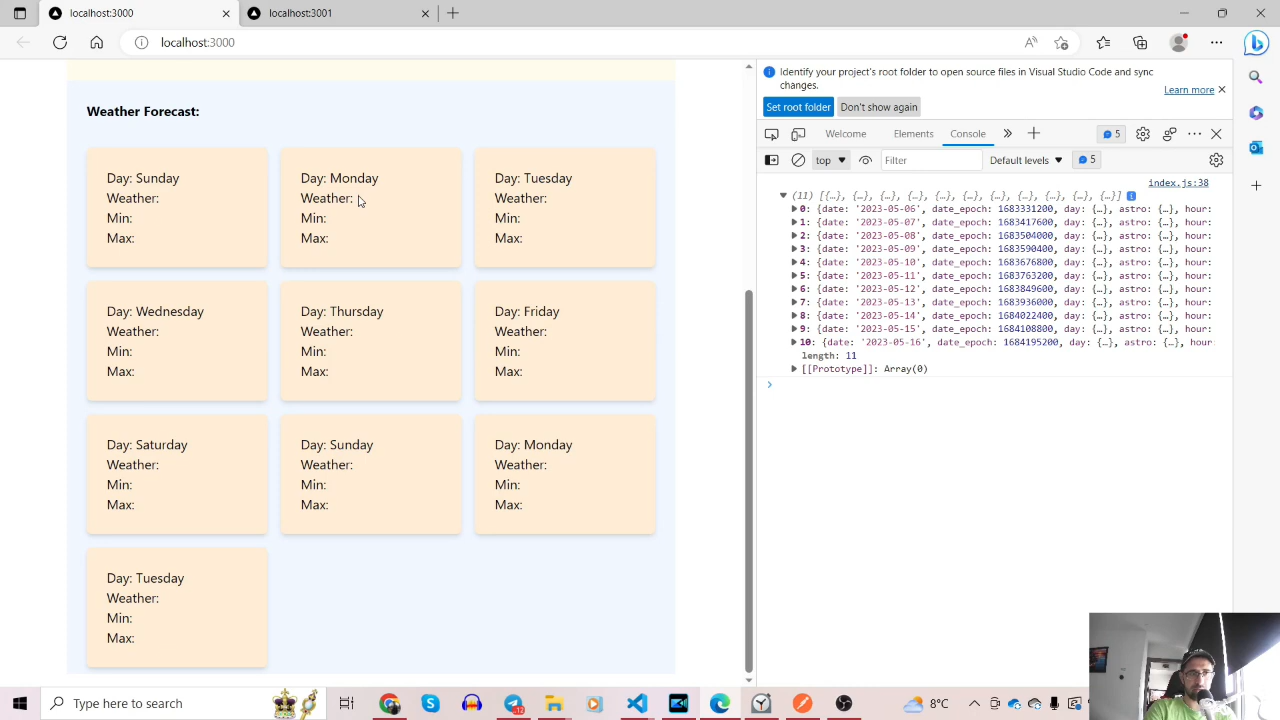 localhost:3000
localhost:3001
localhost:3000
Weather Forecast:
Day: Sunday
Weather:
Min:
Max:
Day: Monday
Weather:
Min:
Max:
Day: Tuesday
Weather:
Min:
Max:
Day: Wednesday
Weather:
Min:
Max:
Day: Thursday
Weather:
Min:
Max:
Day: Friday
Weather:
Min:
Max:
Day: Saturday
Weather:
Min:
Max:
Day: Sunday
Weather:
Min:
Max:
Day: Monday
Weather:
Min:
Max:
Day: Tuesday
Weather:
Min:
Max:
Identify your project's root folder to open source files in Visual Studio Code and sync
changes.
Learn more
Set root folder
Don't show again
Welcome
Elements
Console
5
top
Filter
Default levels
5
index.js:38
(11) [{…}, {…}, {…}, {…}, {…}, {…}, {…}, {…}, {…}, {…}, {…}]
0: {date: '2023-05-06', date_epoch: 1683331200, day: {…}, astro: {…}, hour:
1: {date: '2023-05-07', date_epoch: 1683417600, day: {…}, astro: {…}, hour:
2: {date: '2023-05-08', date_epoch: 1683504000, day: {…}, astro: {…}, hour:
3: {date: '2023-05-09', date_epoch: 1683590400, day: {…}, astro: {…}, hour:
4: {date: '2023-05-10', date_epoch: 1683676800, day: {…}, astro: {…}, hour:
5: {date: '2023-05-11', date_epoch: 1683763200, day: {…}, astro: {…}, hour:
6: {date: '2023-05-12', date_epoch: 1683849600, day: {…}, astro: {…}, hour:
7: {date: '2023-05-13', date_epoch: 1683936000, day: {…}, astro: {…}, hour:
8: {date: '2023-05-14', date_epoch: 1684022400, day: {…}, astro: {…}, hour:
9: {date: '2023-05-15', date_epoch: 1684108800, day: {…}, astro: {…}, hour:
10: {date: '2023-05-16', date_epoch: 1684195200, day: {…}, astro: {…}, hour:
length: 11
[[Prototype]]: Array(0)
Type here to search
12
8°C